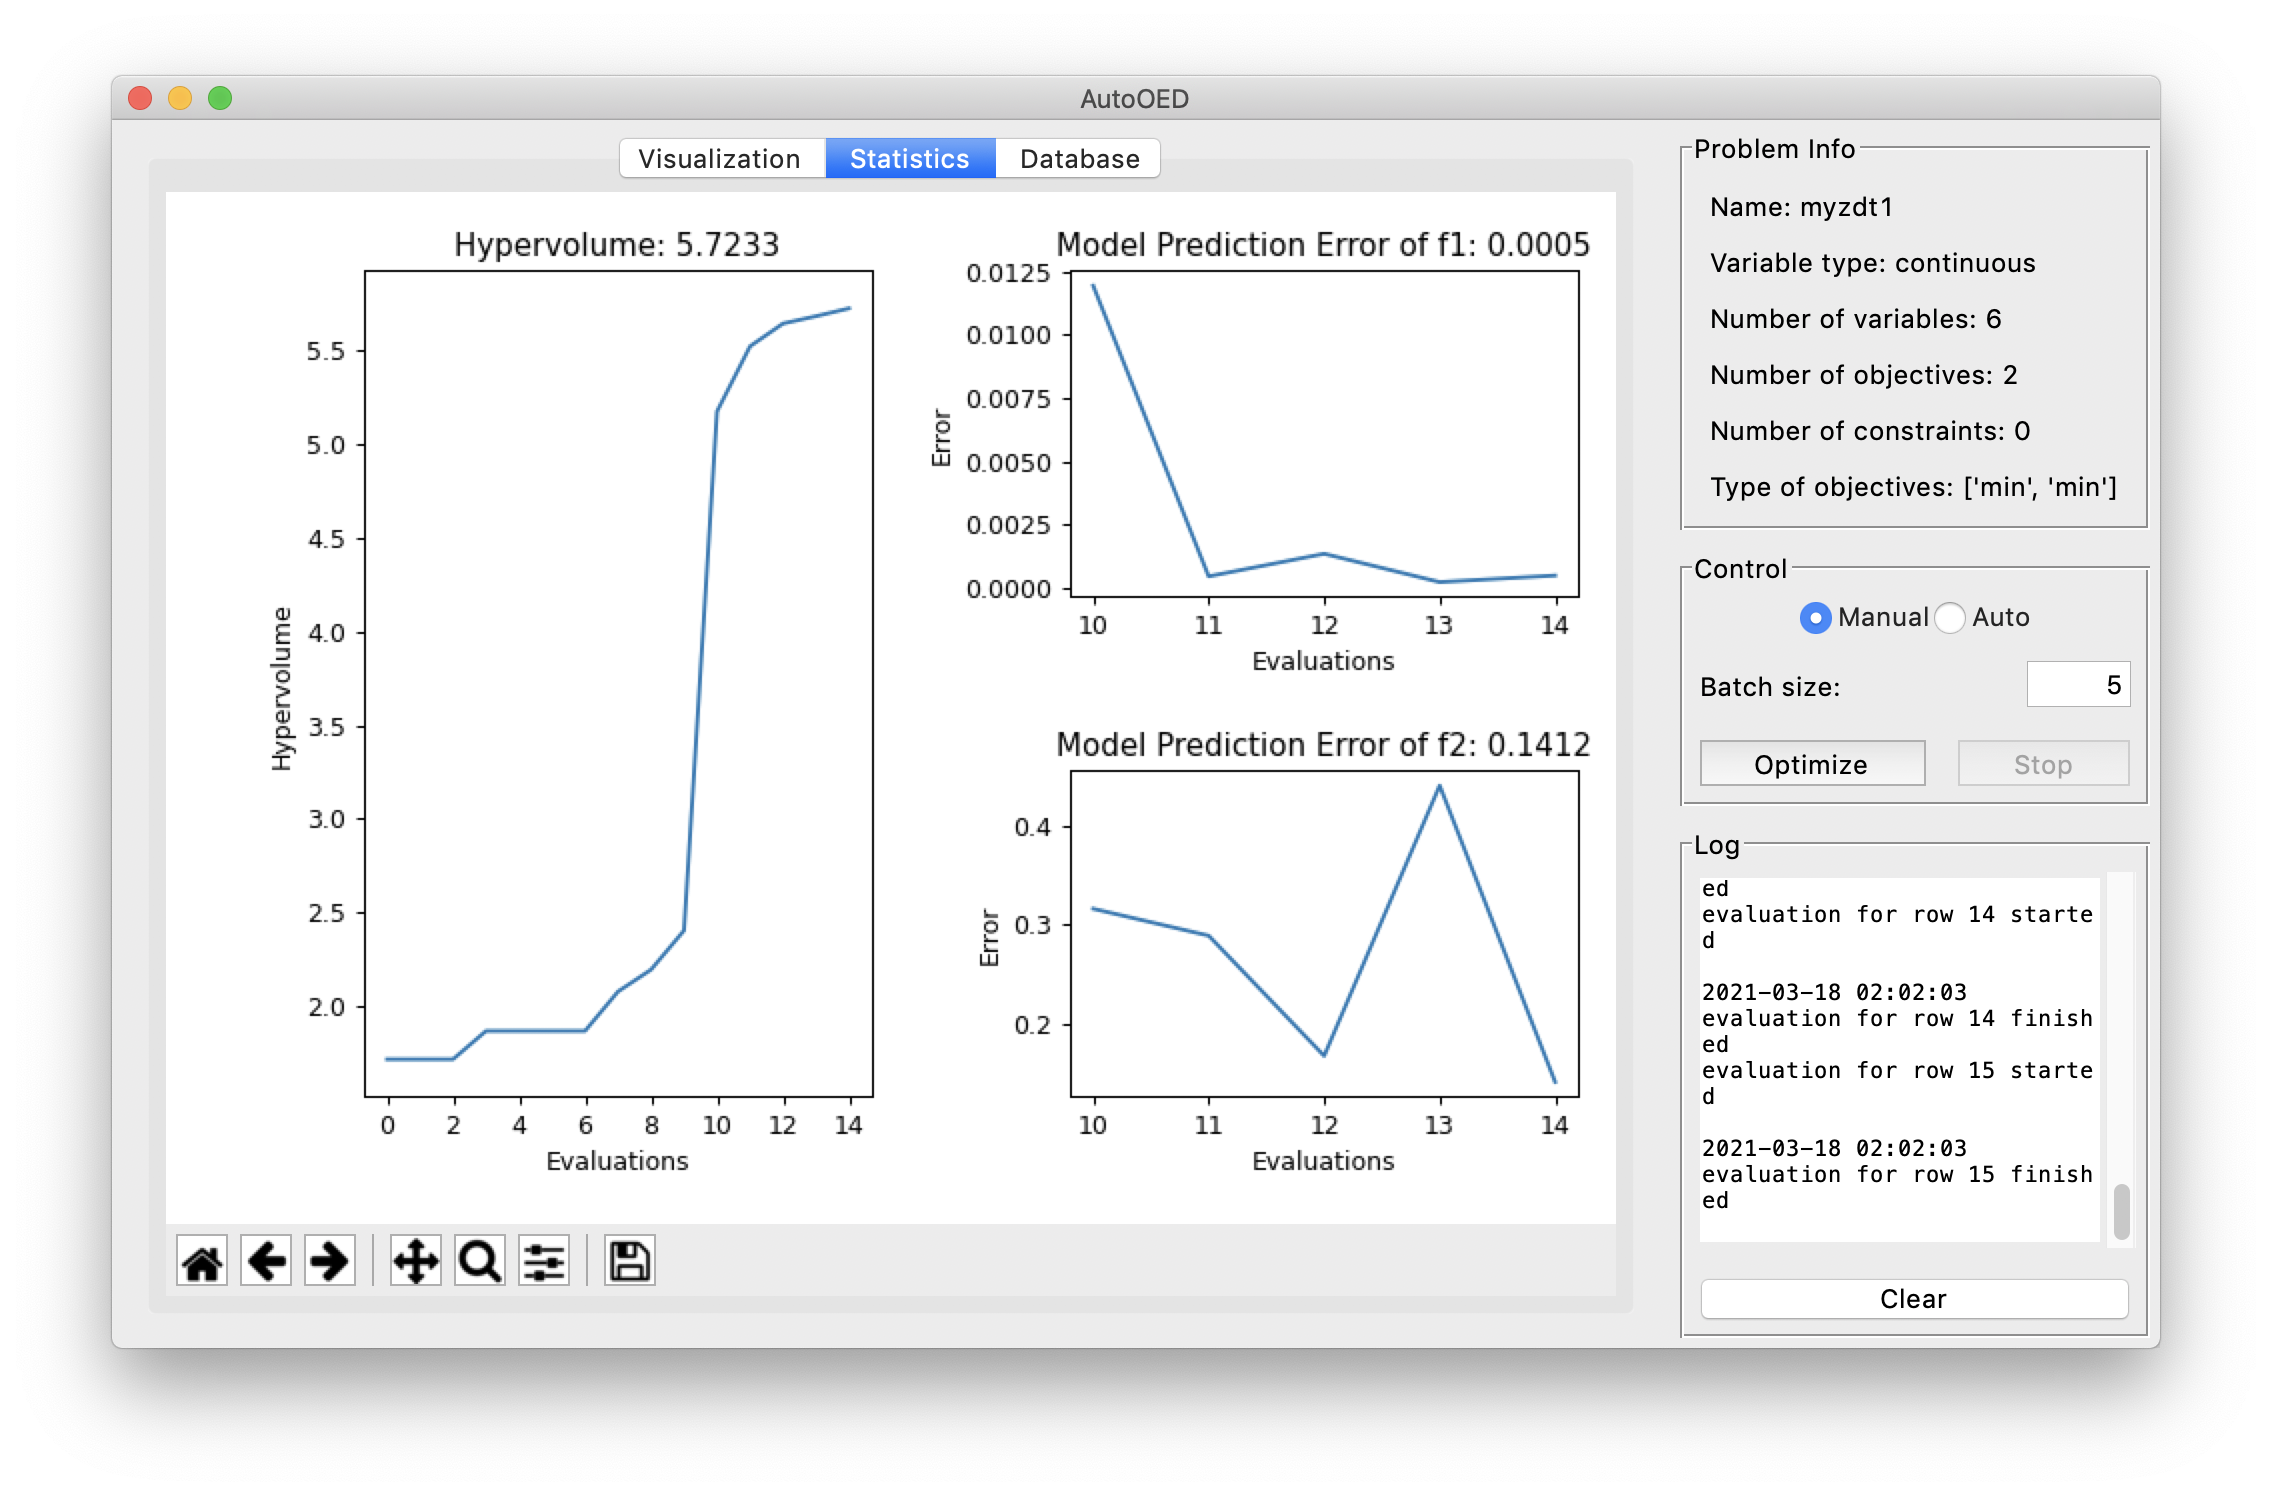 AutoOED
Visualization
Statistics
Database
Hypervolume: 5.7233
5.5
5.0
4.5
4.0
3.5
3.0
2.5
2.0
Hypervolume
0 2 4 6 8 10 12 14
Evaluations
Model Prediction Error of f1: 0.0005
0.0125
0.0100
0.0075
0.0050
0.0025
0.0000
Error
10 11 12 13 14
Evaluations
Model Prediction Error of f2: 0.1412
0.4
0.3
0.2
Error
10 11 12 13 14
Evaluations
Problem Info
Name: myzdt1
Variable type: continuous
Number of variables: 6
Number of objectives: 2
Number of constraints: 0
Type of objectives: ['min', 'min']
Control
Manual
Auto
Batch size:
5
Optimize
Stop
Log
ed
evaluation for row 14 starte
d
2021-03-18 02:02:03
evaluation for row 14 finish
ed
evaluation for row 15 starte
d
2021-03-18 02:02:03
evaluation for row 15 finish
ed
Clear